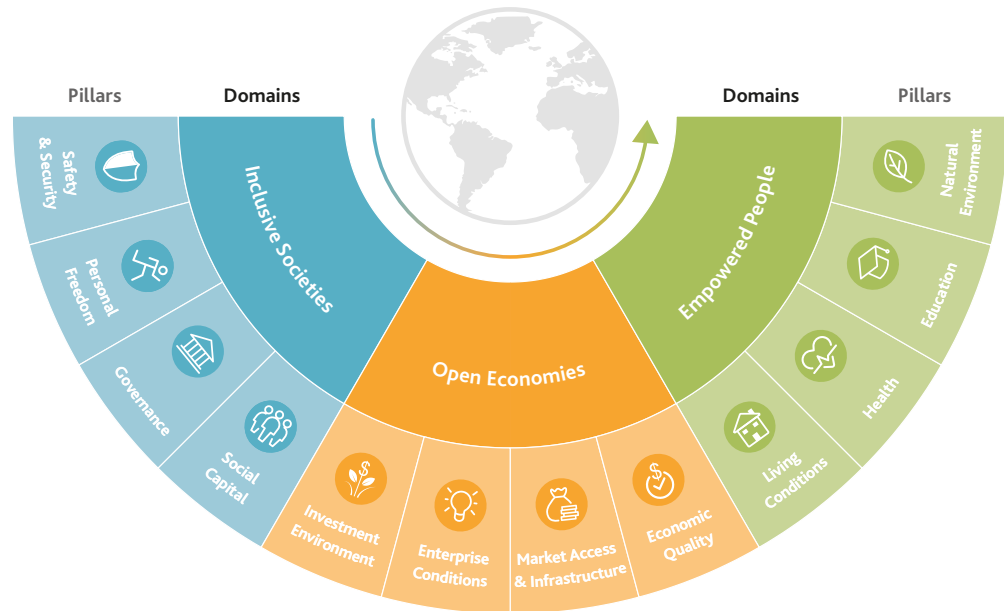 Pillars
Domains
Domains
Pillars
Safety
& Security
Personal
Freedom
Governance
Social
Capital
Inclusive Societies
Open Economies
Empowered People
Investment
Environment
Enterprise
Conditions
Market Access
& Infrastructure
Economic
Quality
Living
Conditions
Health
Education
Natural
Environment
$
$